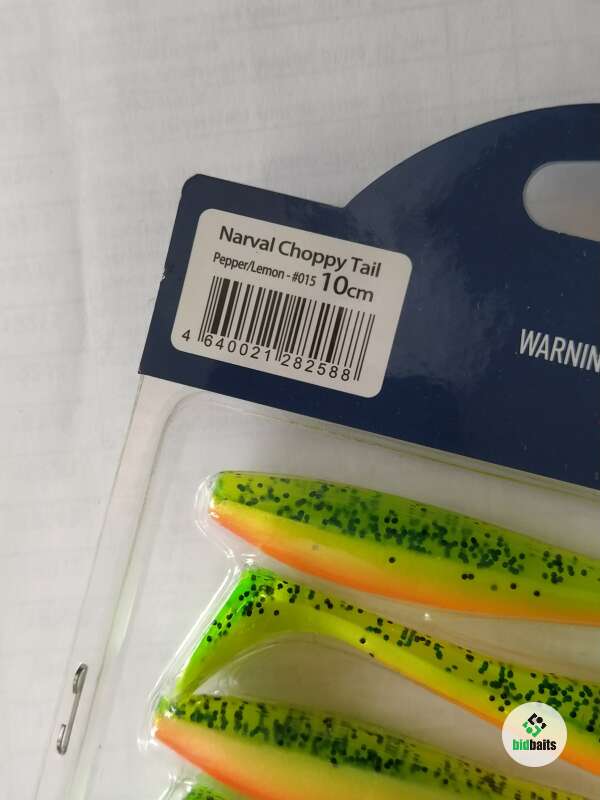 Narval Choppy Tail
Pepper/Lemon - #015 10cm
4 640021 282588
WARNIN
bidbaits